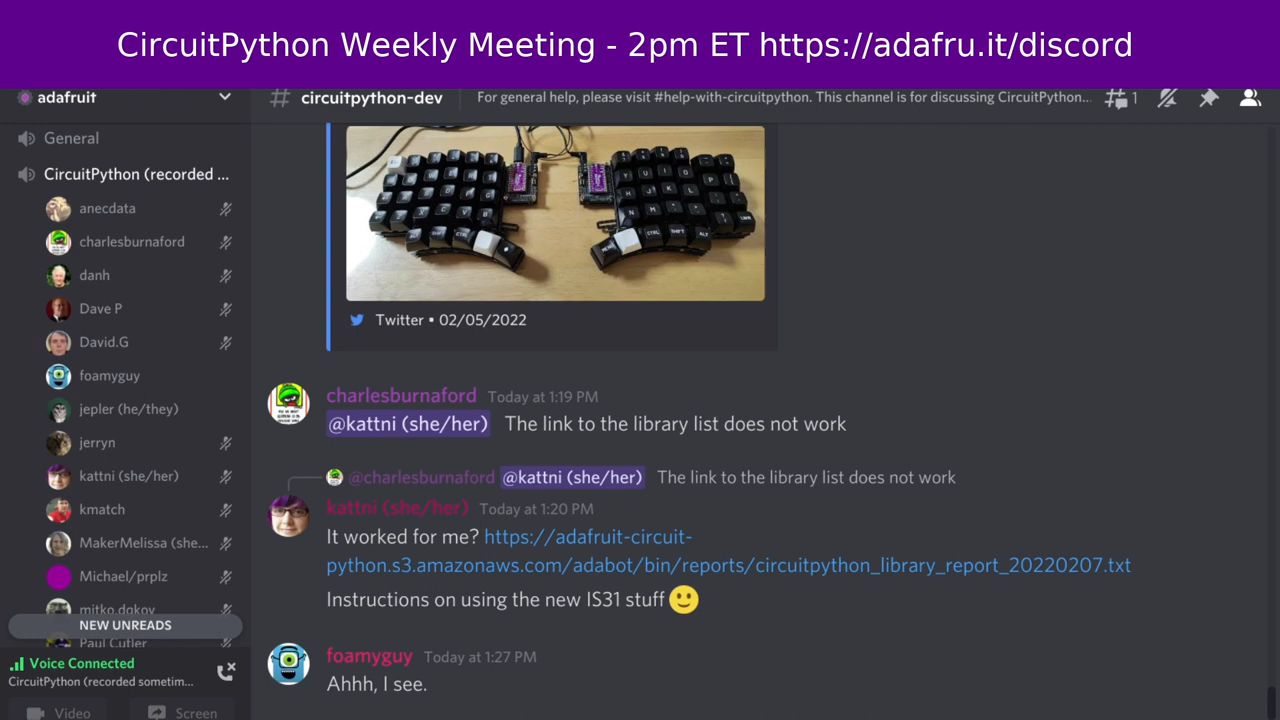 CircuitPython Weekly Meeting - 2pm ET https://adafru.it/discord
adafruit
circuitpython-dev
For general help, please visit #help-with-circuitpython. This channel is for discussing CircuitPython...
1
General
CircuitPython (recorded ...
anecdata
charlesburnaford
danh
Dave P
David.G
foamyguy
jepler (he/they)
jerryn
kattni (she/her)
kmatch
MakerMelissa (she...
Michael/prplz
mitko.dgkov
NEW UNREADS
Paul Cutler
Voice Connected
CircuitPython (recorded sometim...
Video
Screen
Twitter • 02/05/2022
charlesburnaford Today at 1:19 PM
@kattni (she/her) The link to the library list does not work
@charlesburnaford @kattni (she/her) The link to the library list does not work
kattni (she/her) Today at 1:20 PM
It worked for me? https://adafruit-circuit-
python.s3.amazonaws.com/adabot/bin/reports/circuitpython_library_report_20220207.txt
Instructions on using the new IS31 stuff
foamyguy Today at 1:27 PM
Ahhh, I see.